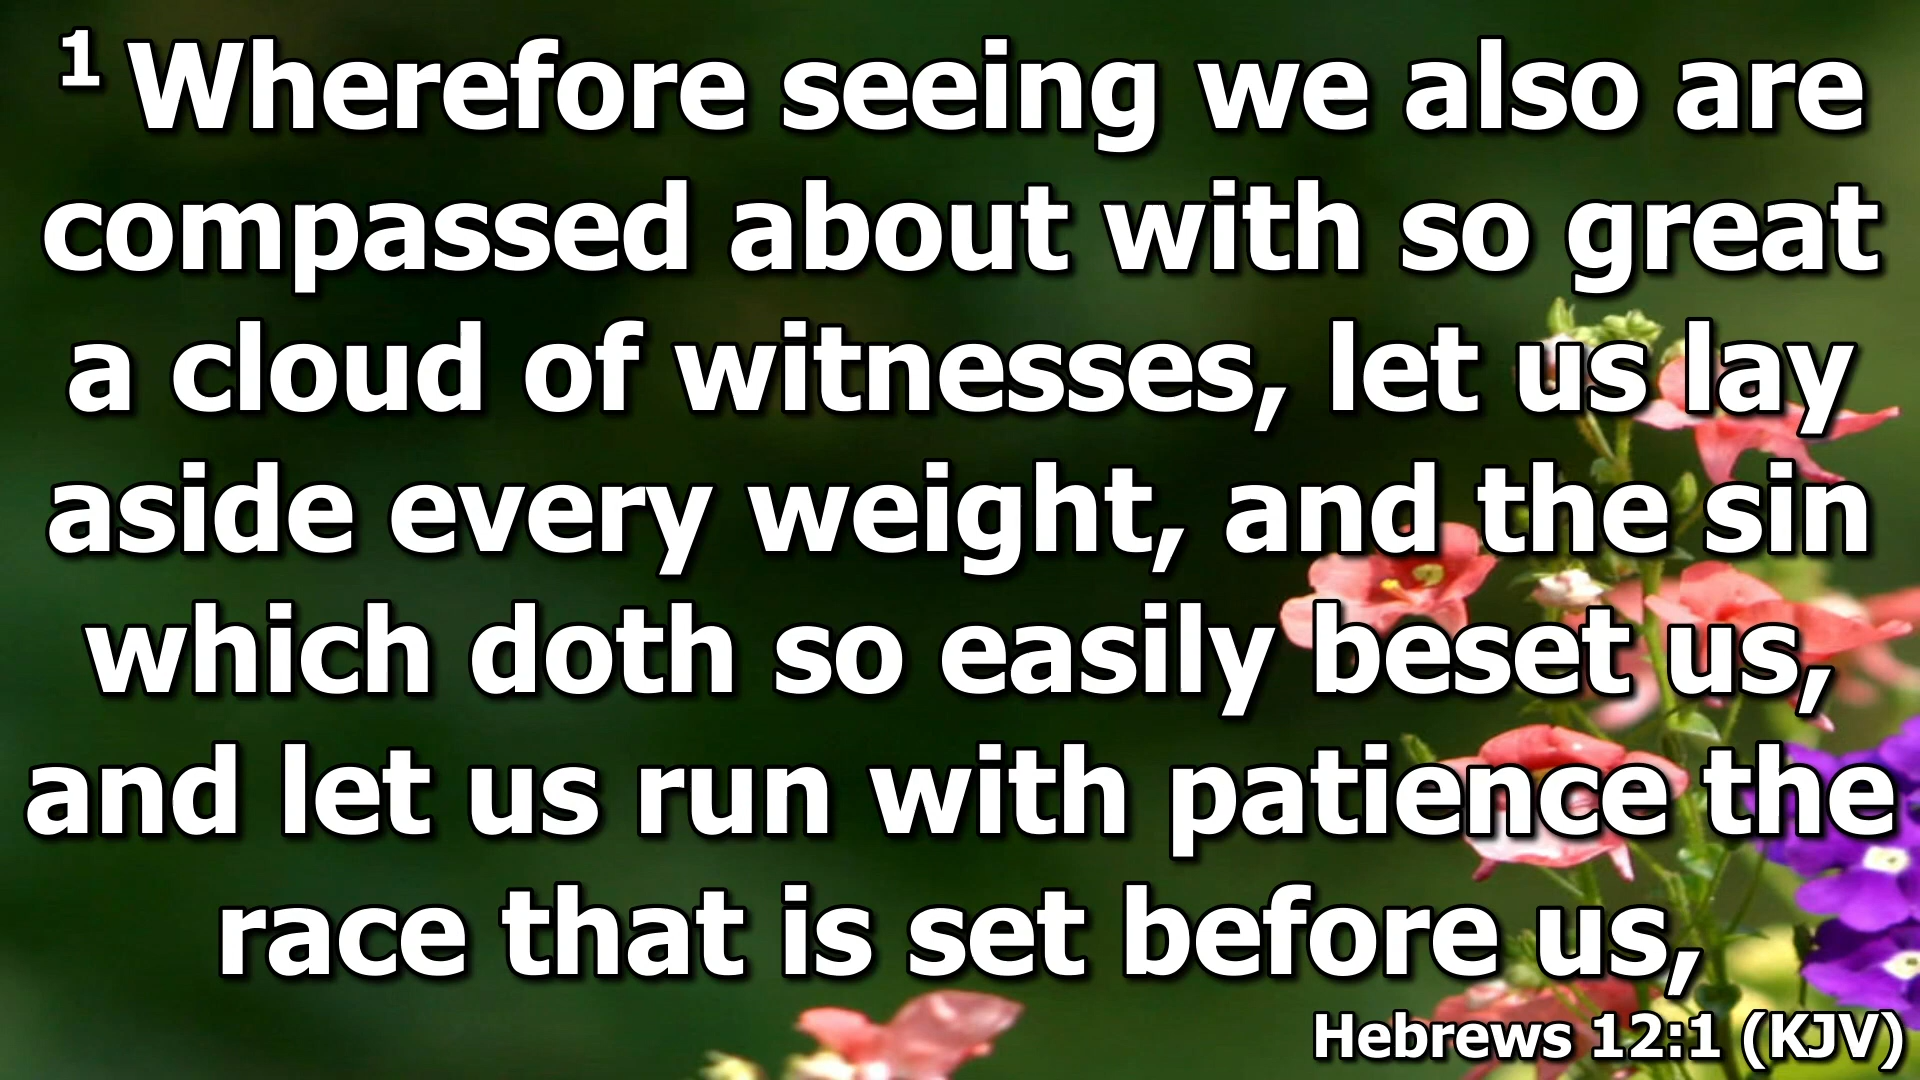 1 Wherefore seeing we also are
compassed about with so great
a cloud of witnesses, let us lay
aside every weight, and the sin
which doth so easily beset us,
and let us run with patience the
race that is set before us,
Hebrews 12:1 (KJV)